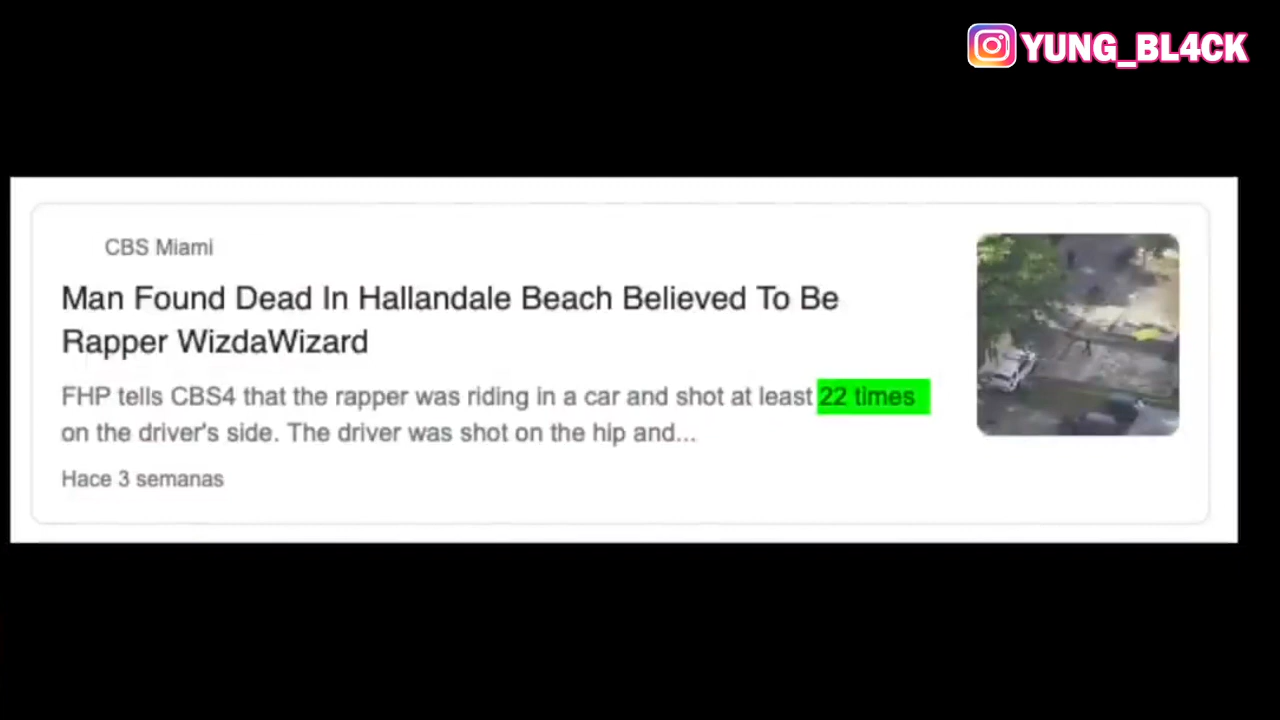 YUNG_BL4CK
CBS Miami
Man Found Dead In Hallandale Beach Believed To Be
Rapper WizdaWizard
FHP tells CBS4 that the rapper was riding in a car and shot at least 22 times
on the driver's side. The driver was shot on the hip and...
Hace 3 semanas